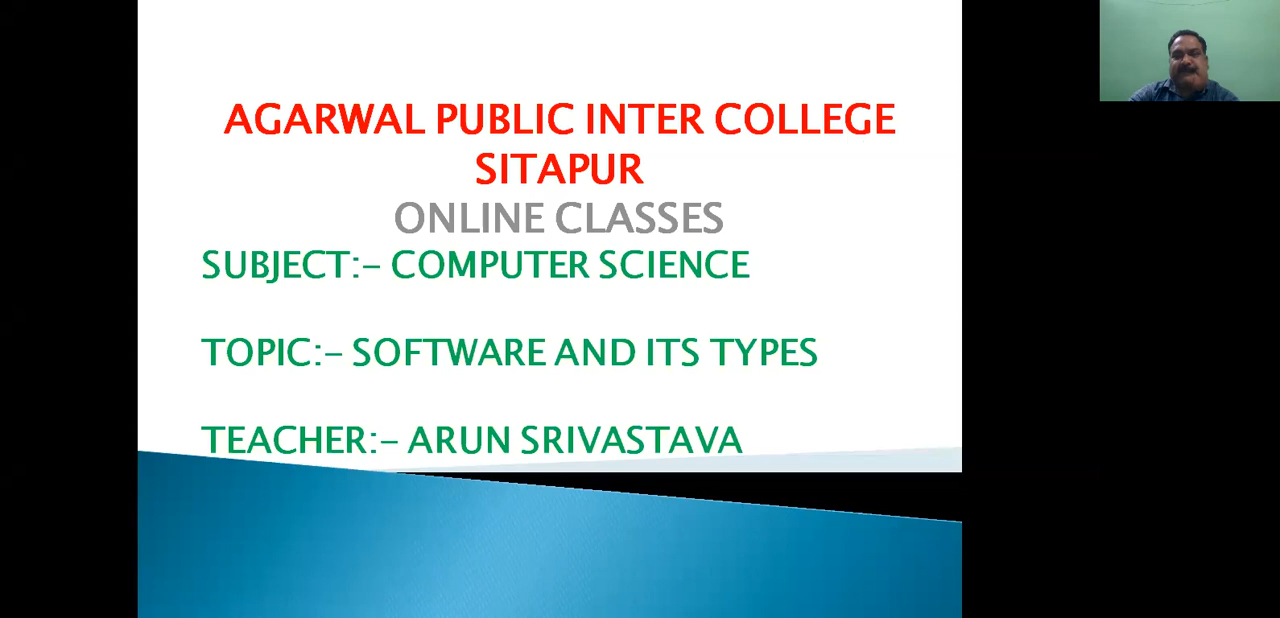 AGARWAL PUBLIC INTER COLLEGE
SITAPUR
ONLINE CLASSES
SUBJECT:- COMPUTER SCIENCE
TOPIC:- SOFTWARE AND ITS TYPES
TEACHER:- ARUN SRIVASTAVA